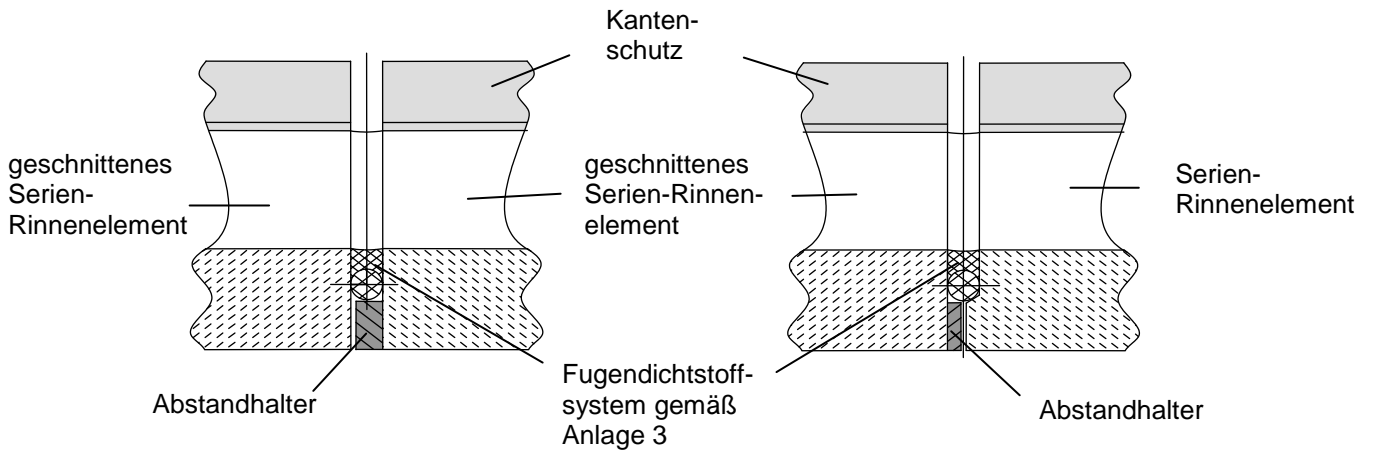 Kanten-
schutz
geschnittenes
Serien-
Rinnenelement
geschnittenes
Serien-Rinnen-
element
Serien-
Rinnenelement
Abstandhalter
Fugendichtstoff-
system gemäß
Anlage 3
Abstandhalter